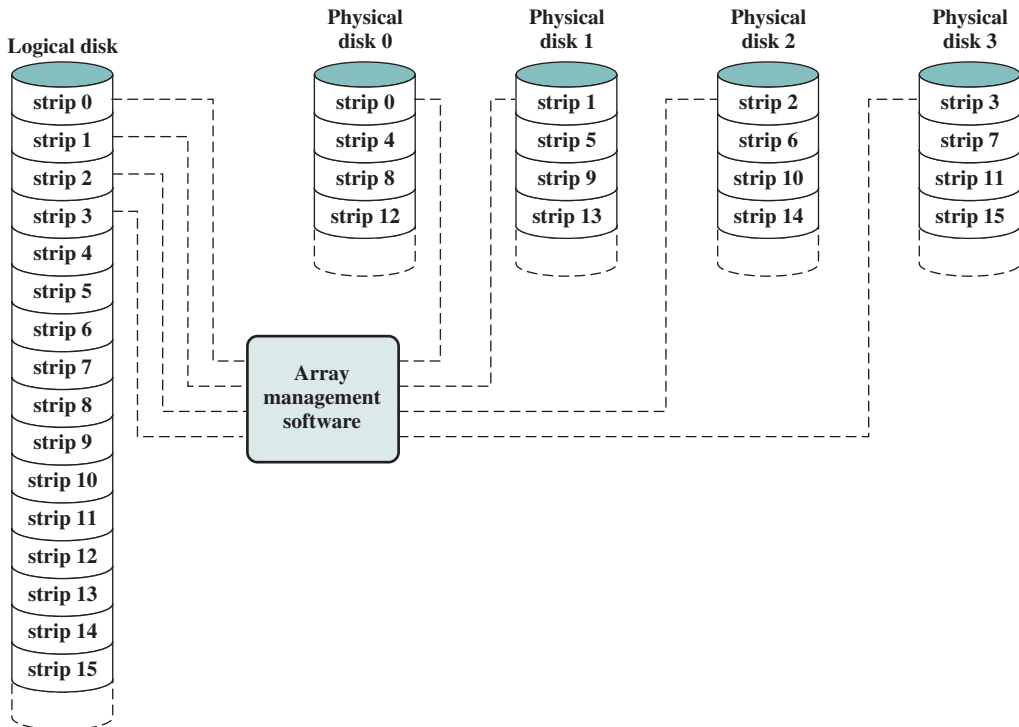 Logical disk
strip 0
strip 1
strip 2
strip 3
strip 4
strip 5
strip 6
strip 7
strip 8
strip 9
strip 10
strip 11
strip 12
strip 13
strip 14
strip 15
Physical
disk 0
strip 0
strip 4
strip 8
strip 12
Physical
disk 1
strip 1
strip 5
strip 9
strip 13
Physical
disk 2
strip 2
strip 6
strip 10
strip 14
Physical
disk 3
strip 3
strip 7
strip 11
strip 15
Array
management
software